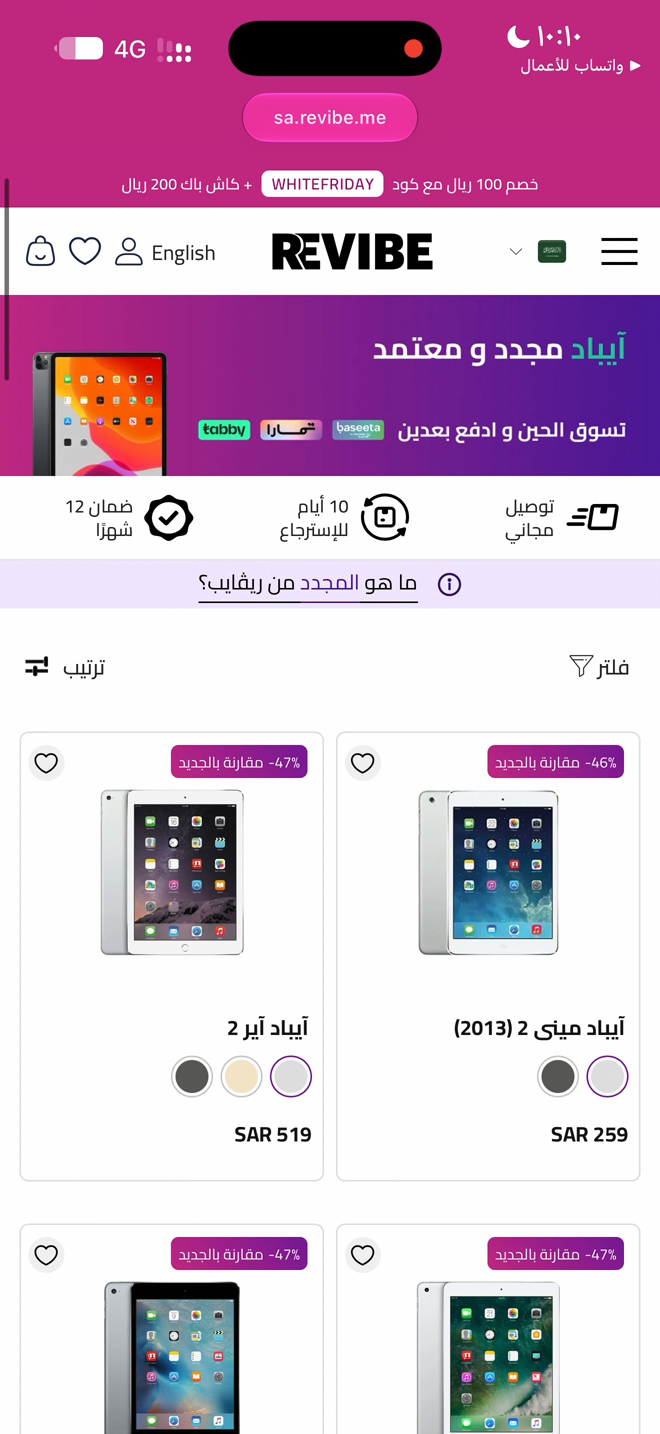 ١٠:١٠
4G
◀ واتساب للأعمال
sa.revibe.me
خصم 100 ريال مع كود WHITEFRIDAY + كاش باك 200 ريال
English
REVIBE
آيباد مجدد و معتمد
تسوق الحين و ادفع بعدين baseeta تمارا tabby
توصيل مجاني
10 أيام للإسترجاع
ضمان 12 شهرًا
ما هو المجدد من ريڤايب؟
فلتر
ترتيب
-46% مقارنة بالجديد
آيباد ميني 2 (2013)
SAR 259
-47% مقارنة بالجديد
آيباد آير 2
SAR 519
-47% مقارنة بالجديد
-47% مقارنة بالجديد